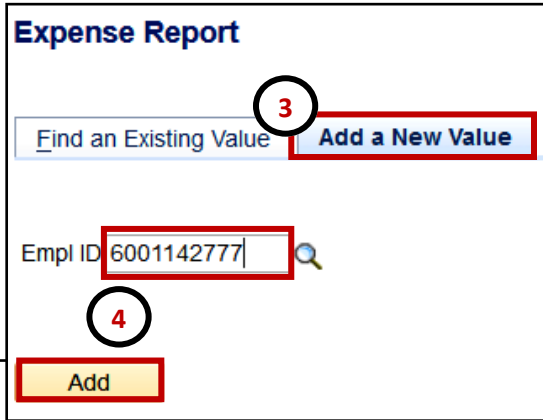 Expense Report
3
Find an Existing Value Add a New Value
Empl ID 6001142777
4
Add